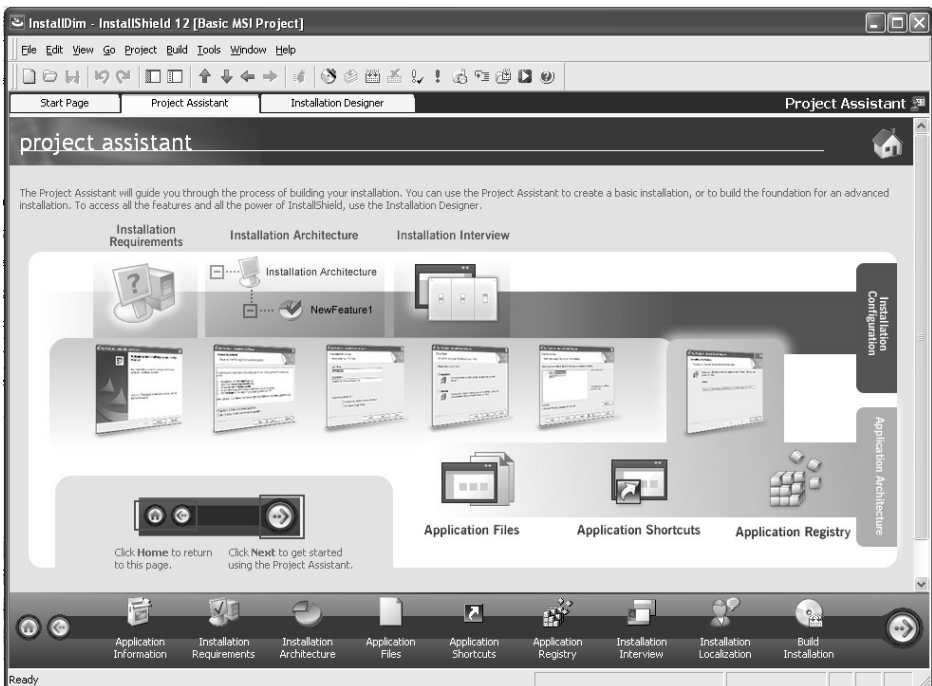 InstallDim - InstallShield 12 [Basic MSI Project]
File Edit View Go Project Build Tools Window Help
Start Page Project Assistant Installation Designer Project Assistant
project assistant
The Project Assistant will guide you through the process of building your installation. You can use the Project Assistant to create a basic installation, or to build the foundation for an advanced
installation. To access all the features and all the power of InstallShield, use the Installation Designer.
Installation
Requirements
Installation Architecture
Installation Interview
Installation Architecture
NewFeature1
Installation
Configuration
Application Architecture
Application Files
Application Shortcuts
Application Registry
Click Home to return
to this page.
Click Next to get started
using the Project Assistant.
Application
Information
Installation
Requirements
Installation
Architecture
Application
Files
Application
Shortcuts
Application
Registry
Installation
Interview
Installation
Localization
Build
Installation
Ready